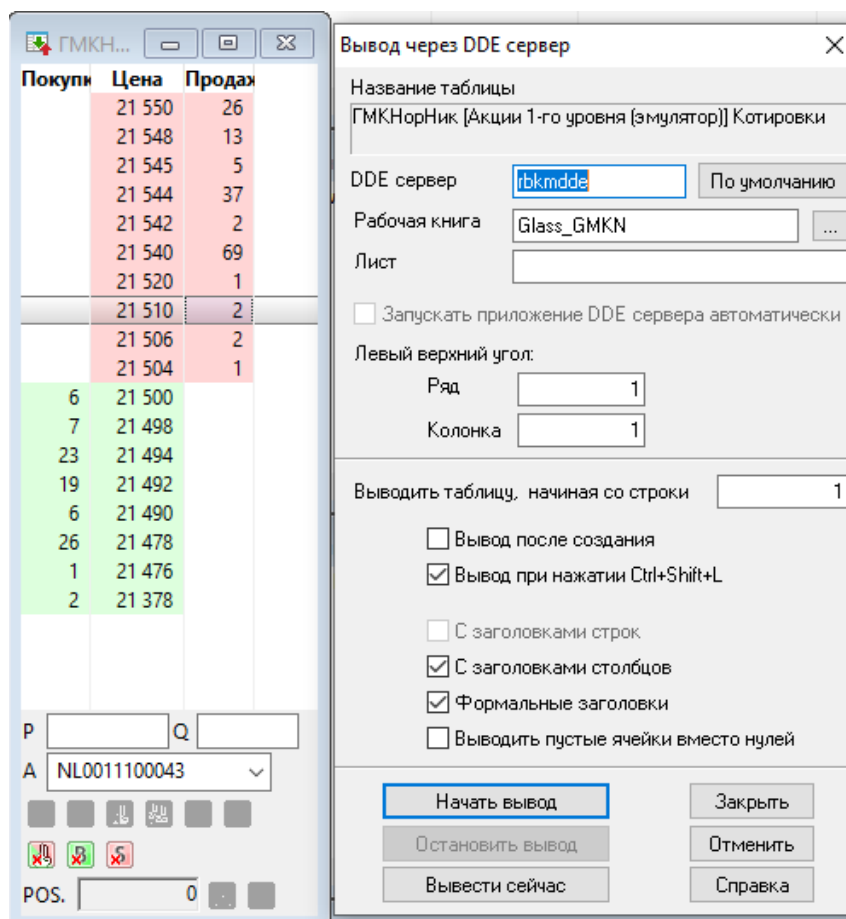 ГМКН...
Покупк Цена Продаж
21 550 26
21 548 13
21 545 5
21 544 37
21 542 2
21 540 69
21 520 1
21 510 2
21 506 2
21 504 1
6 21 500
7 21 498
23 21 494
19 21 492
6 21 490
26 21 478
1 21 476
2 21 378
P Q
A NL0011100043
B S
POS. 0
Вывод через DDE сервер
Название таблицы
ГМКНорНик [Акции 1-го уровня (эмулятор)] Котировки
DDE сервер rbkmdde По умолчанию
Рабочая книга Glass_GMKN ...
Лист
Запускать приложение DDE сервера автоматически
Левый верхний угол:
Ряд 1
Колонка 1
Выводить таблицу, начиная со строки 1
Вывод после создания
Вывод при нажатии Ctrl+Shift+L
С заголовками строк
С заголовками столбцов
Формальные заголовки
Выводить пустые ячейки вместо нулей
Начать вывод Закрыть
Остановить вывод Отменить
Вывести сейчас Справка